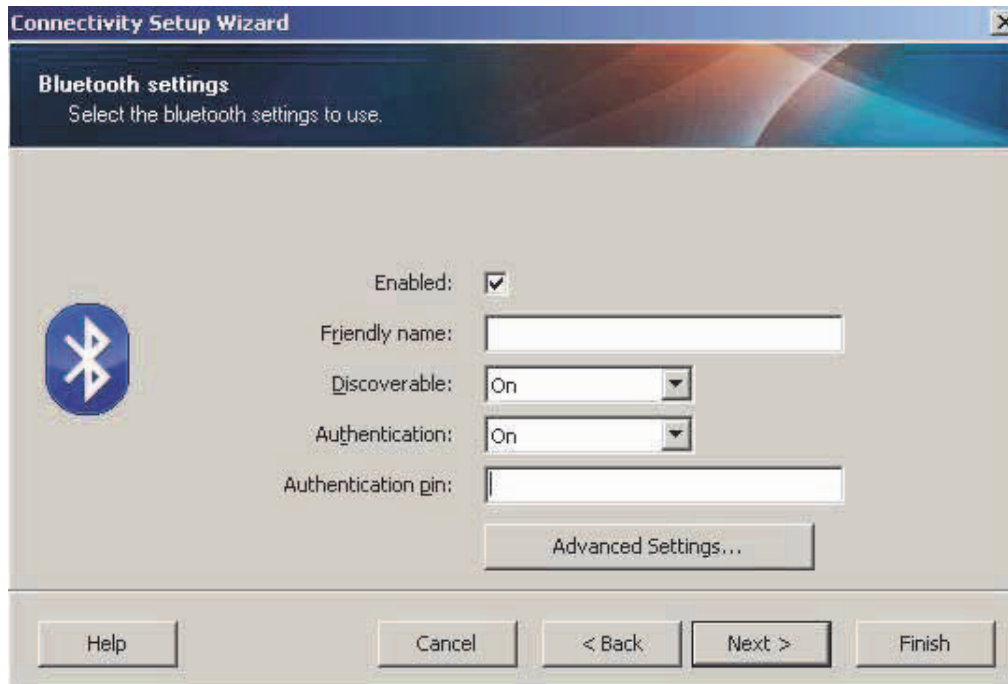 Connectivity Setup Wizard
Bluetooth settings
Select the bluetooth settings to use.
Enabled:
Friendly name:
Discoverable: On
Authentication: On
Authentication pin:
Advanced Settings...
Help Cancel < Back Next > Finish